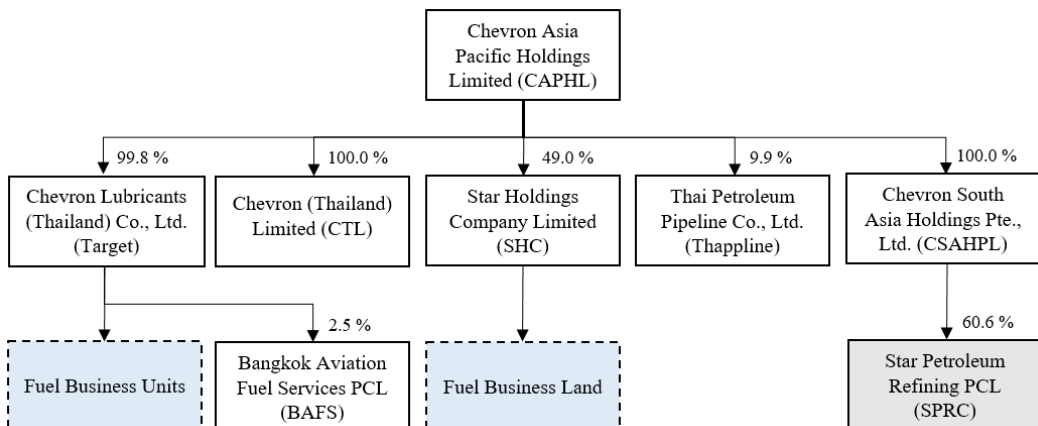 Chevron Asia
Pacific Holdings
Limited (CAPHL)
99.8 %
100.0 %
49.0 %
9.9 %
100.0 %
Chevron Lubricants
(Thailand) Co., Ltd.
(Target)
Chevron (Thailand)
Limited (CTL)
Star Holdings
Company Limited
(SHC)
Thai Petroleum
Pipeline Co., Ltd.
(Thappline)
Chevron South
Asia Holdings Pte.,
Ltd. (CSAHPL)
2.5 %
60.6 %
Fuel Business Units
Bangkok Aviation
Fuel Services PCL
(BAFS)
Fuel Business Land
Star Petroleum
Refining PCL
(SPRC)